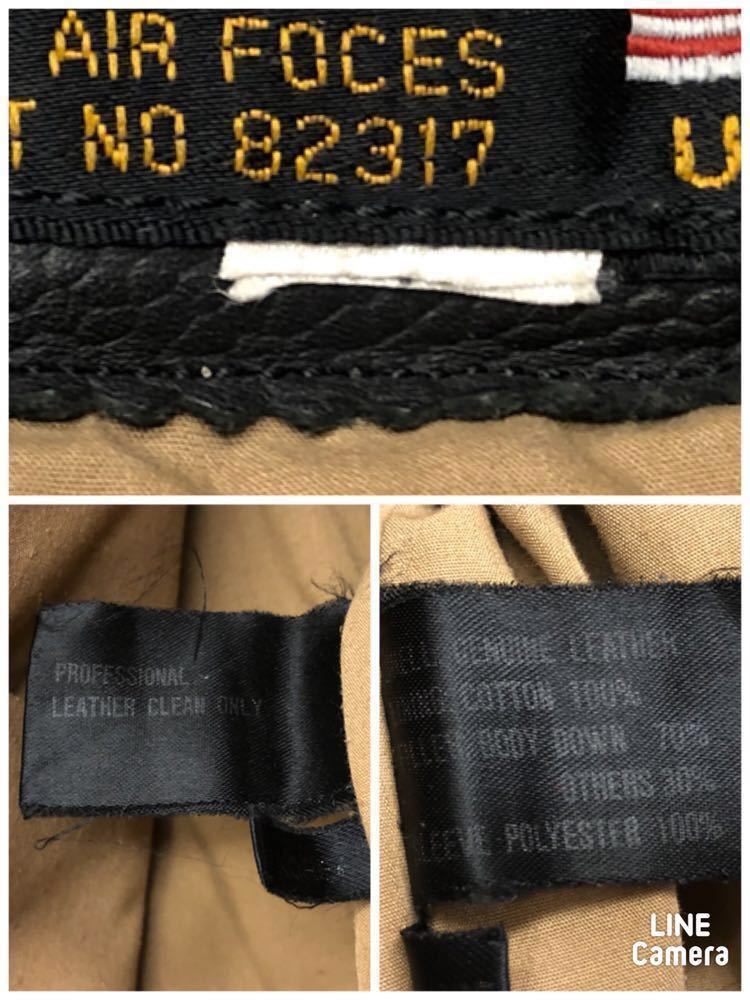 AIR FOCES
T NO 82317
U
PROFESSIONAL
LEATHER CLEAN ONLY
GENUINE LEATHER
COTTON 100%
BODY DOWN 70%
OTHERS 30%
POLYESTER 100%
LINE
Camera